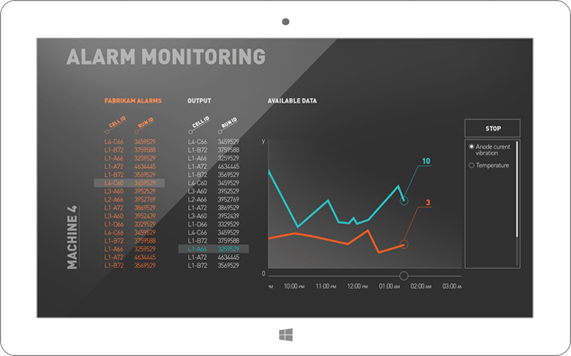 ALARM MONITORING
FABRIKAM ALARMS OUTPUT AVAILABLE DATA
CELL ID RUN ID CELL ID RUN ID
STOP
L4-C66 3459529 L4-C66 3459529
L1-B72 3759588 L1-B72 3759588
L1-A66 3259529 L1-A66 3259529
L1-A72 4634445 L1-A72 4634445
L1-B72 3569529 L1-B72 3569529
L4-C60 3459529 L4-C60 3459529
L3-A60 3952529 L3-A60 3952529
L2-A66 3952769 L2-A66 3952769
L1-A72 3869529 L1-A72 3869529
L3-A60 3952439 L3-A60 3952439
L1-D66 3329529 L1-D66 3329529
L4-C66 3459529 L4-C66 3459529
L1-B72 3759588 L1-B72 3759588
L1-A66 3259529 L1-A66 3259529
L1-A72 4634445 L1-A72 4634445
L1-B72 3569529 L1-B72 3569529
MACHINE 4
Y
10
3
0
PM 10:00 PM 11:00 PM 12:00 PM 01:00 AM 02:00 AM 03:00 AM
Anode curent
vibration
Temperature